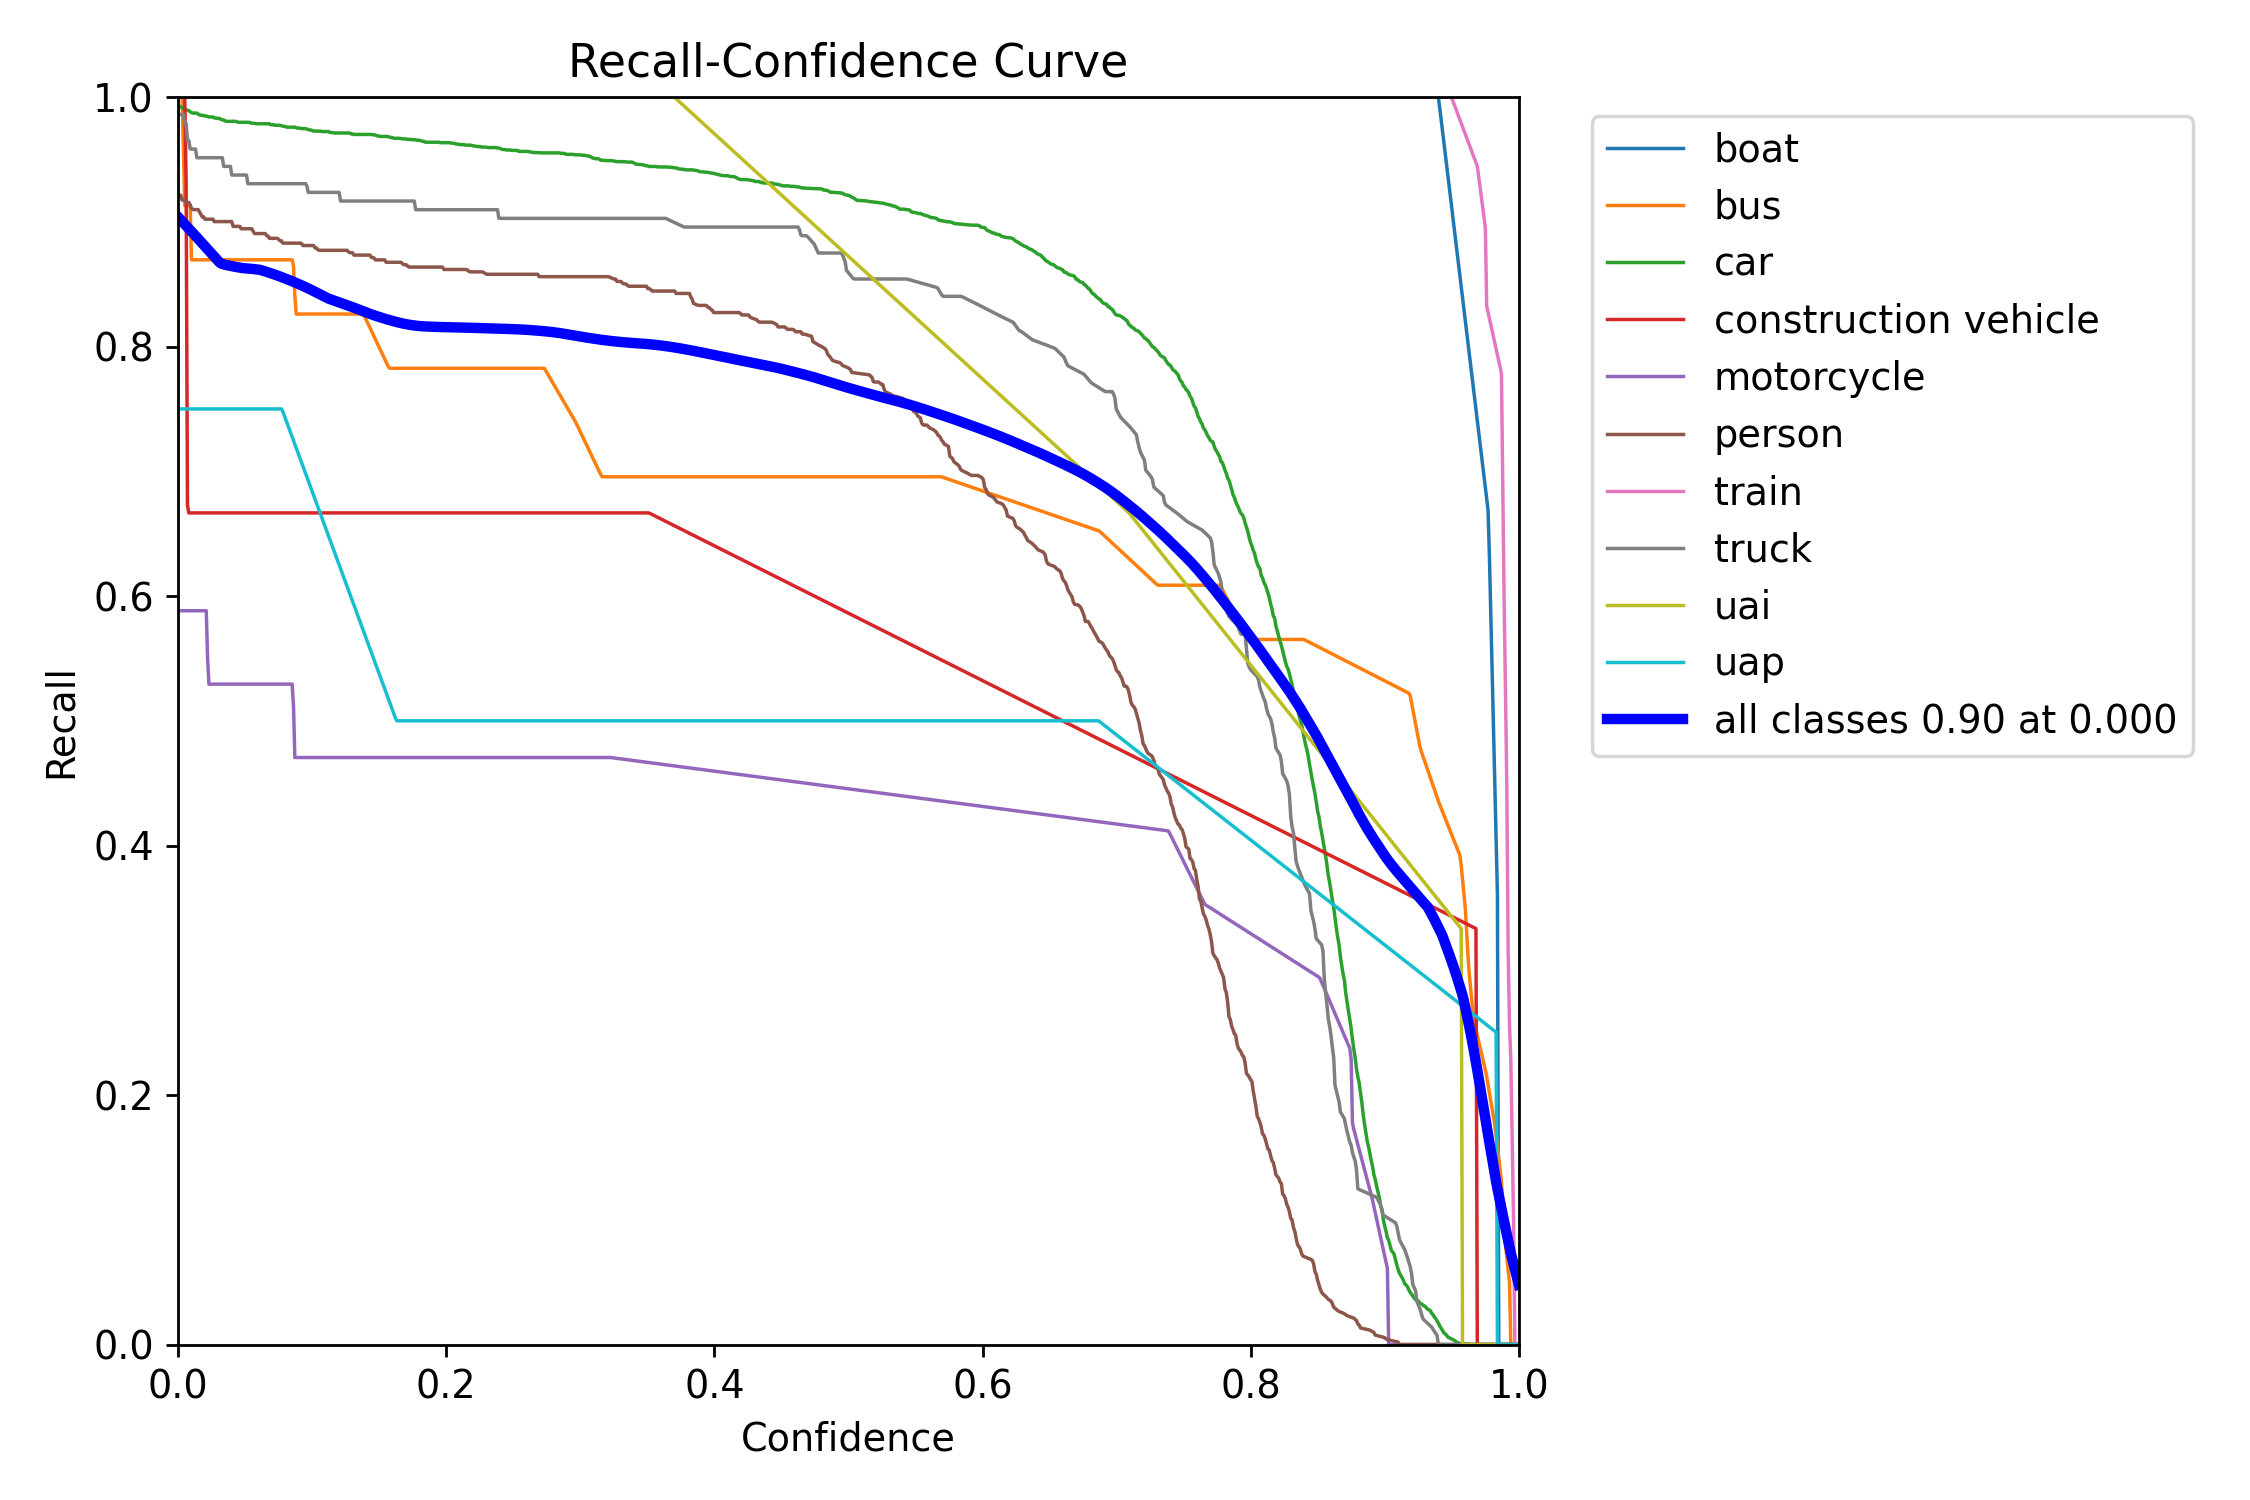 Recall-Confidence Curve
1.0
0.8
0.6
0.4
0.2
0.0
Recall
0.0 0.2 0.4 0.6 0.8 1.0
Confidence
boat
bus
car
construction vehicle
motorcycle
person
train
truck
uai
uap
all classes 0.90 at 0.000